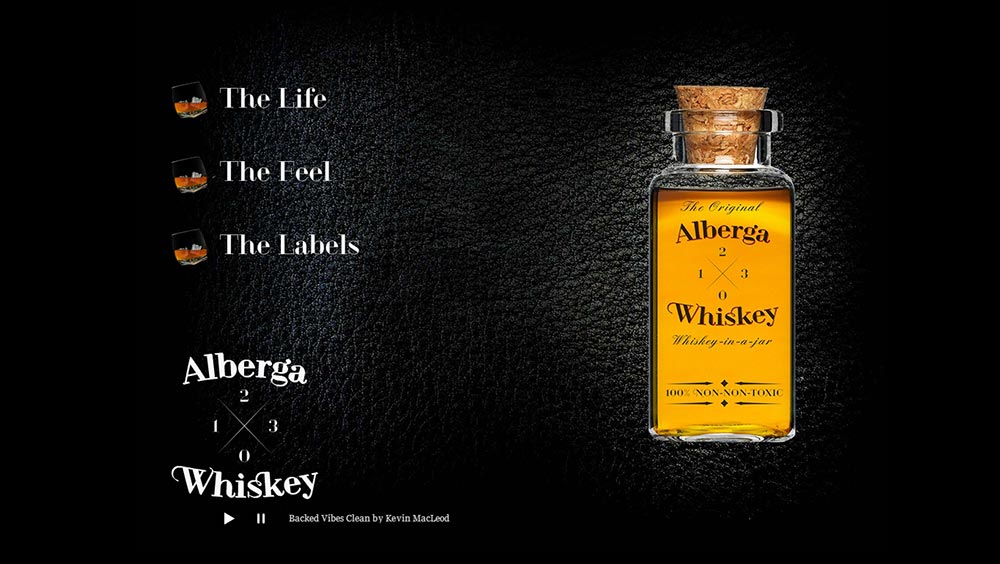 The Life
The Feel
The Labels
Alberga
2
1 3
0
Whiskey
Backed Vibes Clean by Kevin MacLeod
The Original
Alberga
2
1 3
0
Whiskey
Whiskey-in-a-jar
100% NON-NON-TOXIC